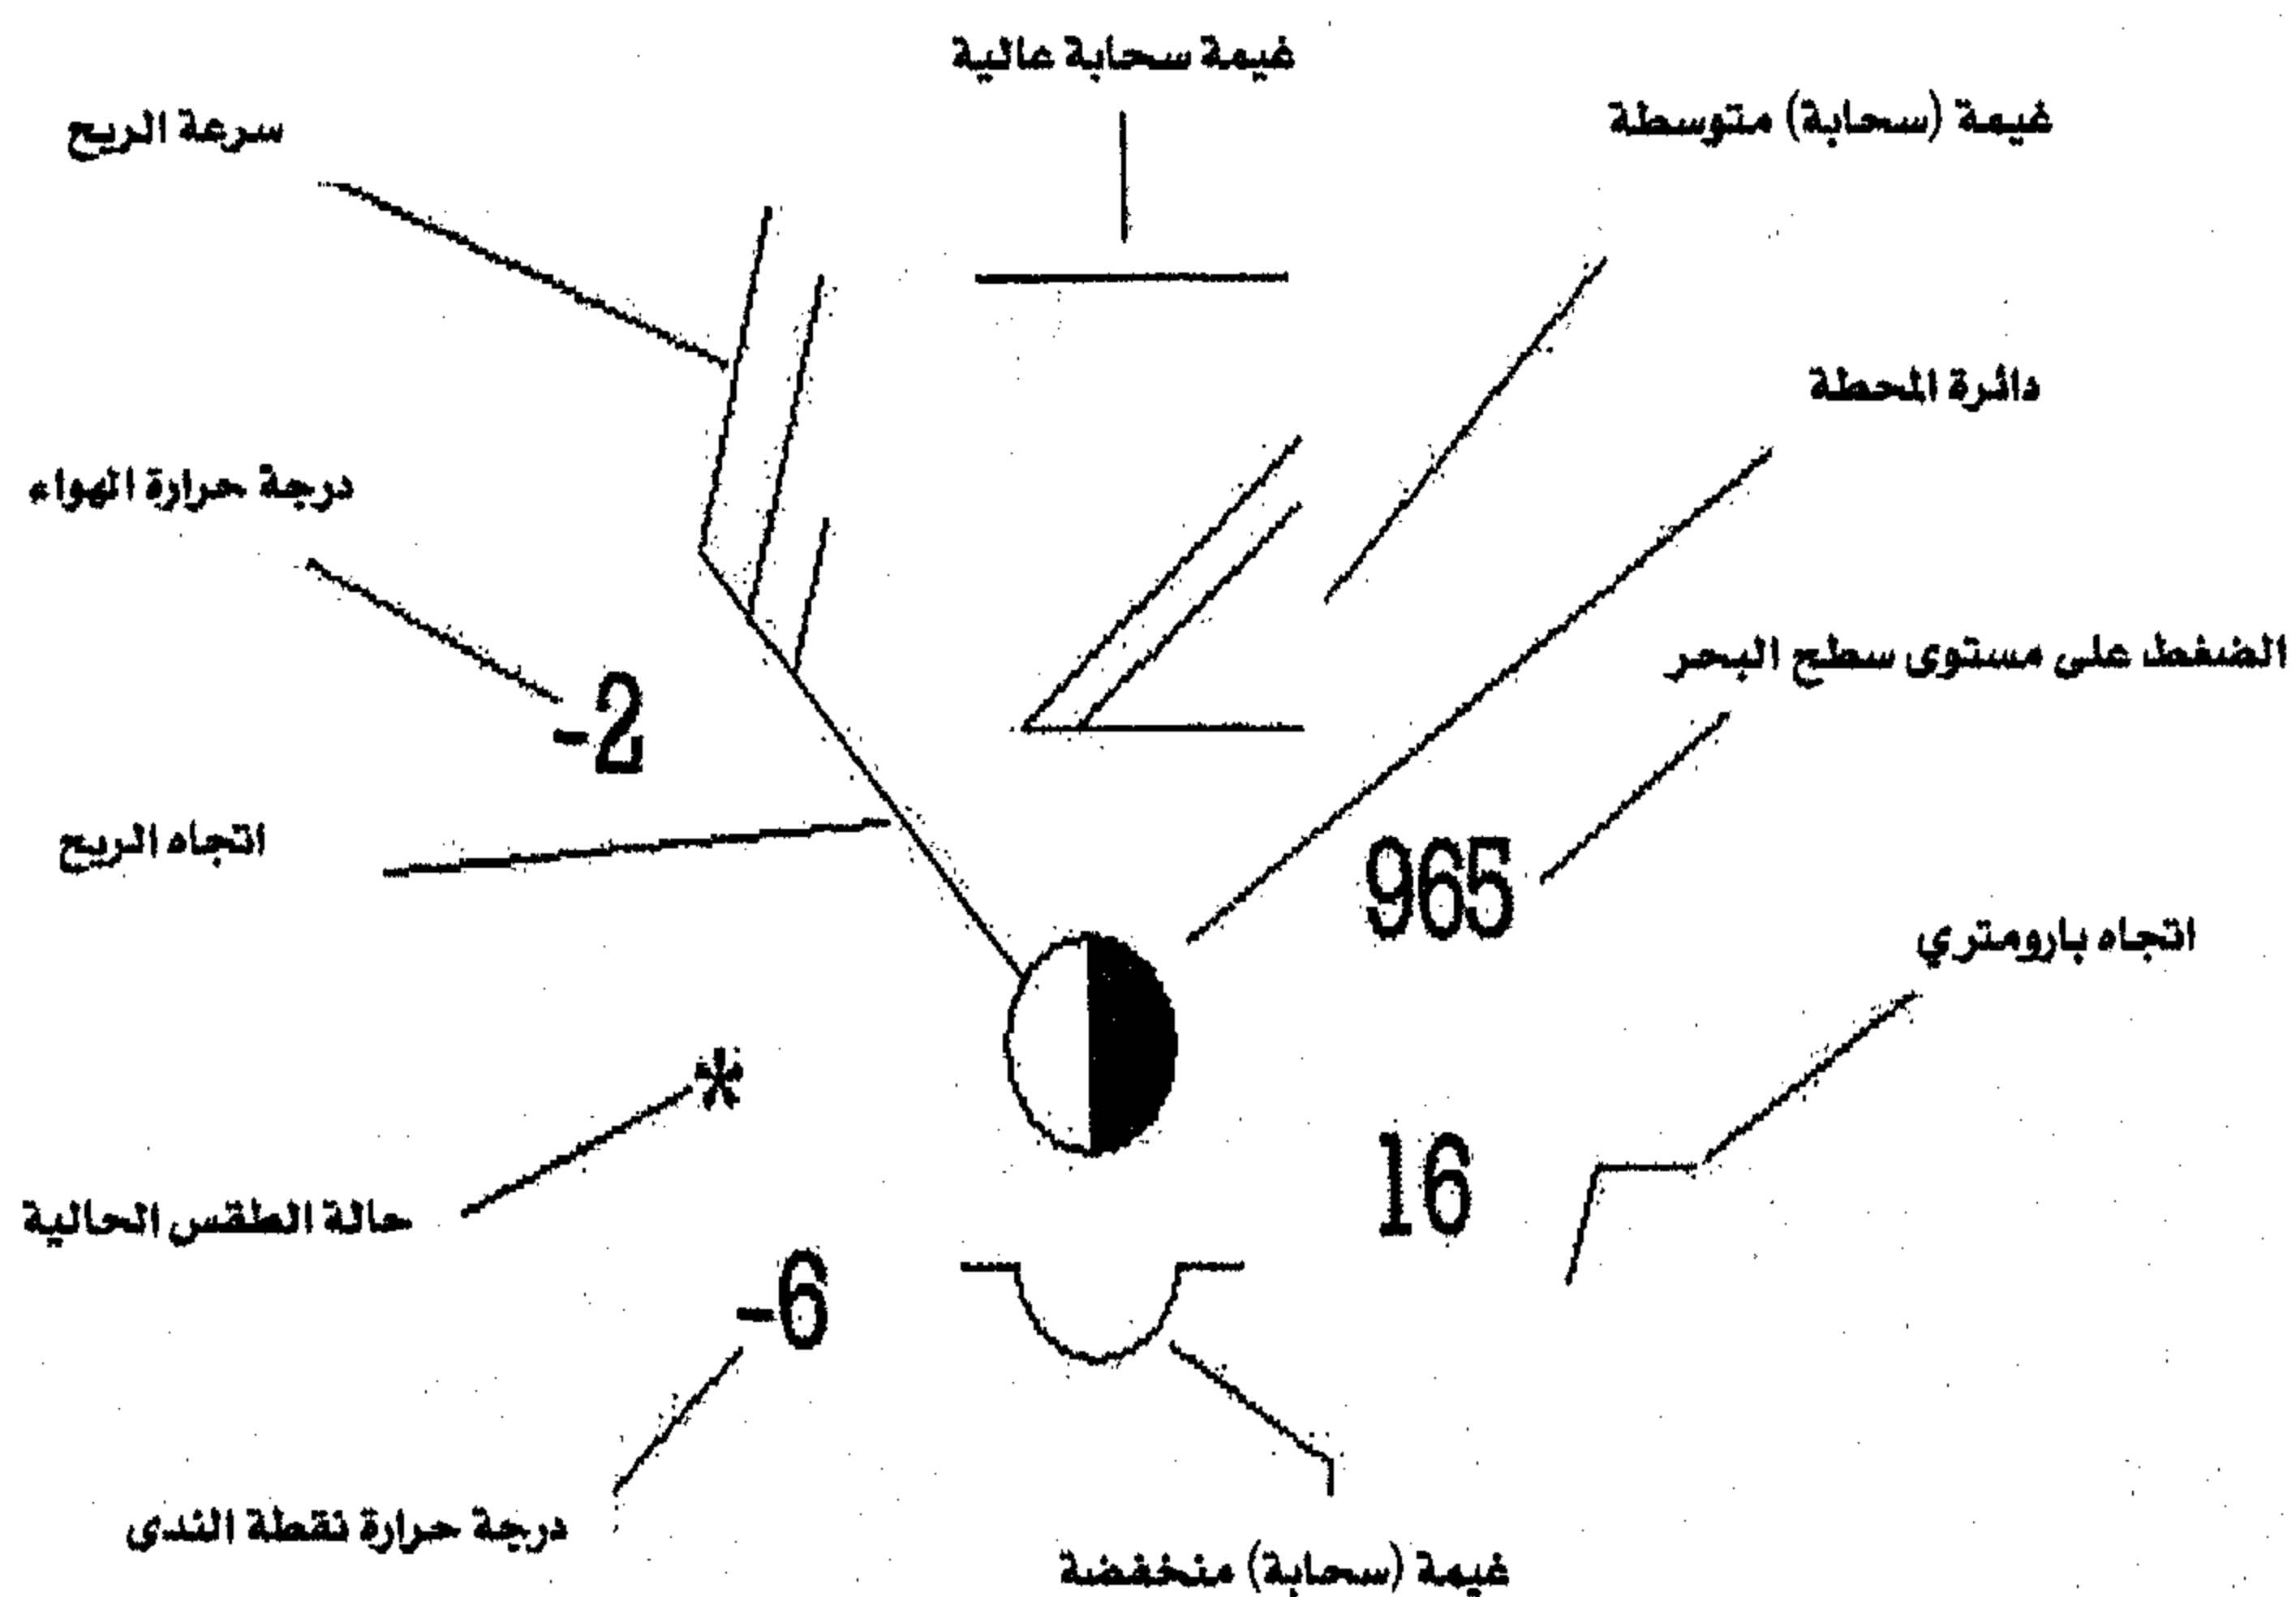 غيمة سحابة عالية
غيمة (سحابة) متوسطة
سرعة الريح
دائرة المحطة
درجة حرارة الهواء
الضغط على مستوى سطح البحر
-2
اتجاه الريح
965
اتجاه بارومتري
*
16
حالة الطقس الحالية
-6
درجة حرارة نقطة الندى
غيمة (سحابة) منخفضة